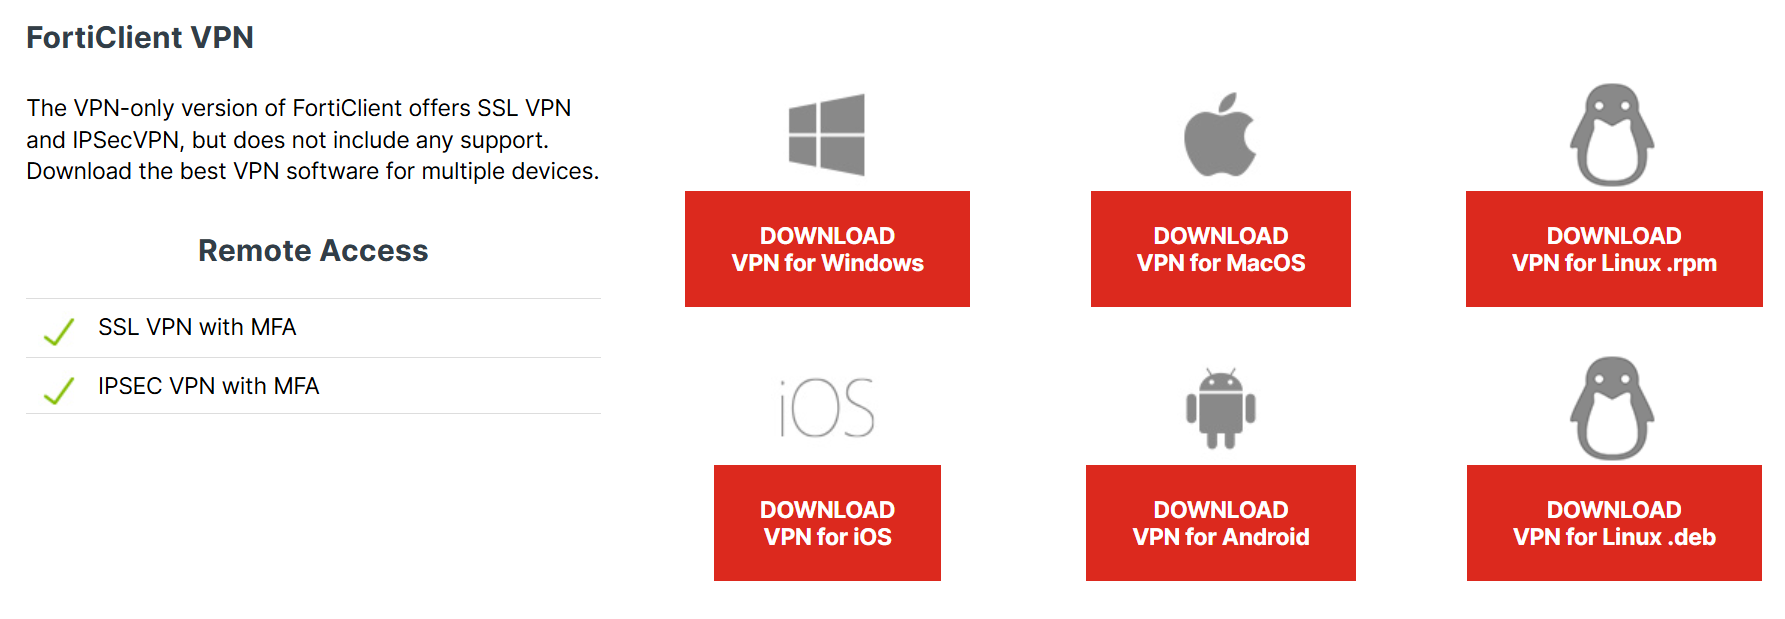 FortiClient VPN
The VPN-only version of FortiClient offers SSL VPN
and IPSecVPN, but does not include any support.
Download the best VPN software for multiple devices.
Remote Access
SSL VPN with MFA
IPSEC VPN with MFA
DOWNLOAD
VPN for Windows
DOWNLOAD
VPN for MacOS
DOWNLOAD
VPN for Linux .rpm
iOS
DOWNLOAD
VPN for iOS
DOWNLOAD
VPN for Android
DOWNLOAD
VPN for Linux .deb